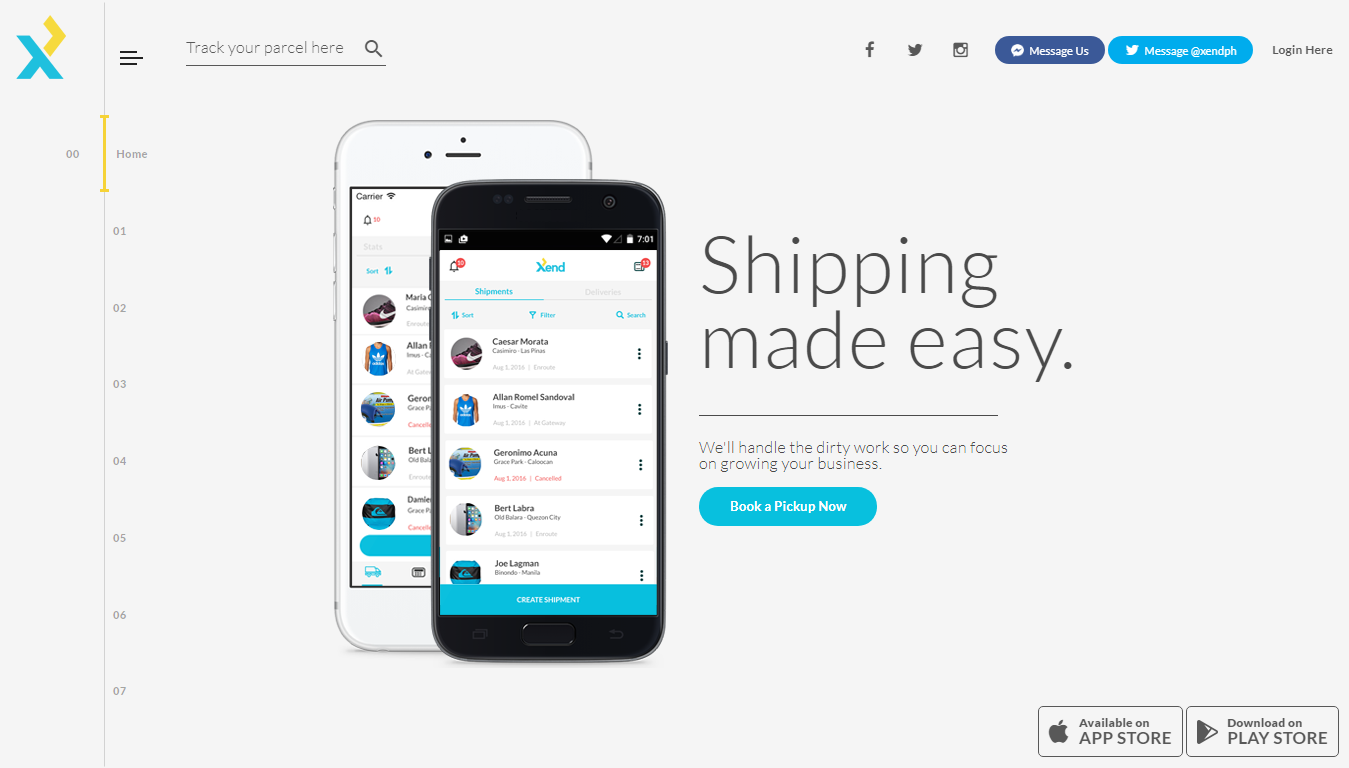 Track your parcel here
Message Us
Message @xendph
Login Here
00
Home
01
02
03
04
05
06
07
Carrier
10
Stats
Sort
Maria
Casimiro
Enroute
Allan
Imus - Ca
At Gateway
Geron
Grace Pa
Cancelled
Bert L
Old Bala
Enroute
Damie
Grace Pa
Cancelled
7:01
10
Xend
13
Shipments
Deliveries
Sort
Filter
Search
Caesar Morata
Casimiro - Las Pinas
Aug 1, 2016 | Enroute
Allan Romel Sandoval
Imus - Cavite
Aug 1, 2016 | At Gateway
Geronimo Acuna
Grace Park - Caloocan
Aug 1, 2016 | Cancelled
Bert Labra
Old Balara - Quezon City
Aug 1, 2016 | Enroute
Joe Lagman
Binondo - Manila
CREATE SHIPMENT
Shipping
made easy.
We'll handle the dirty work so you can focus
on growing your business.
Book a Pickup Now
Available on
APP STORE
Download on
PLAY STORE